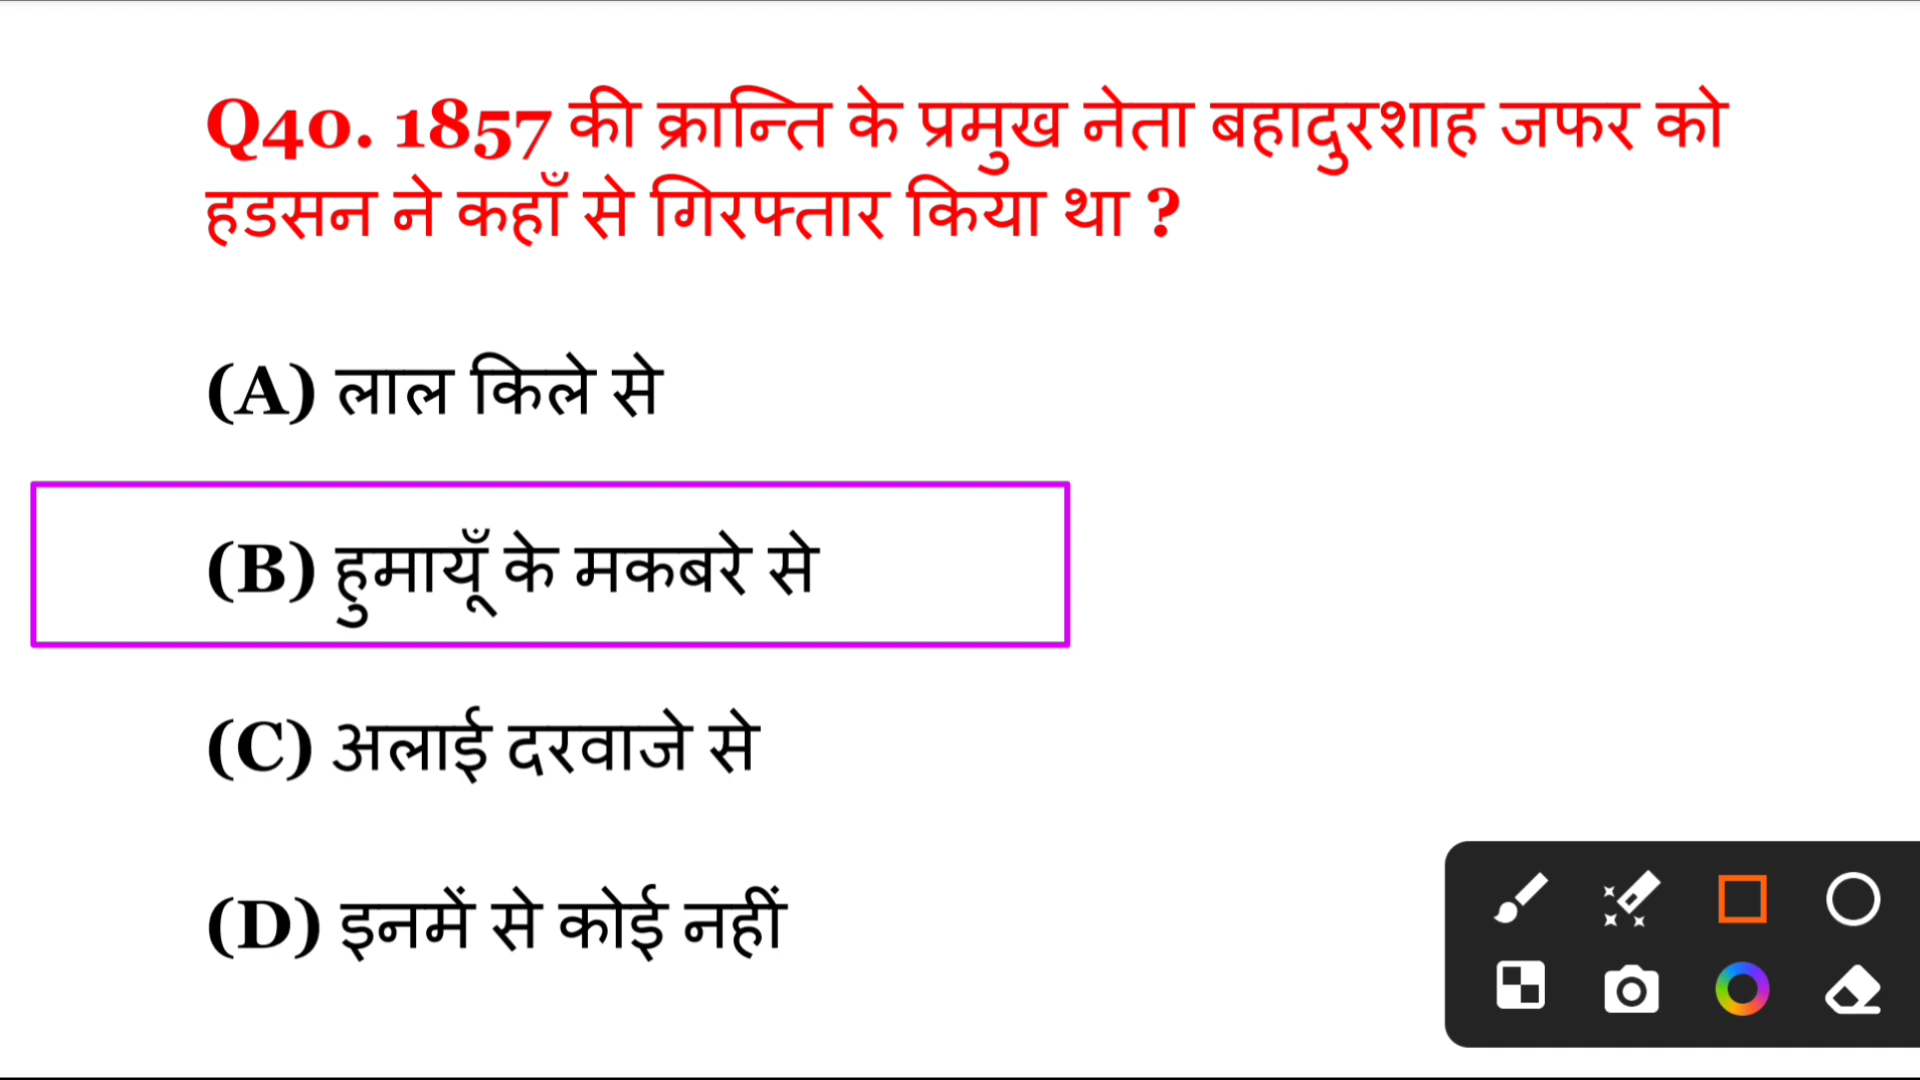 Q40. 1857 की क्रान्ति के प्रमुख नेता बहादुरशाह जफर को
हडसन ने कहाँ से गिरफ्तार किया था ?
(A) लाल किले से
(B) हुमायूँ के मकबरे से
(C) अलाई दरवाजे से
(D) इनमें से कोई नहीं